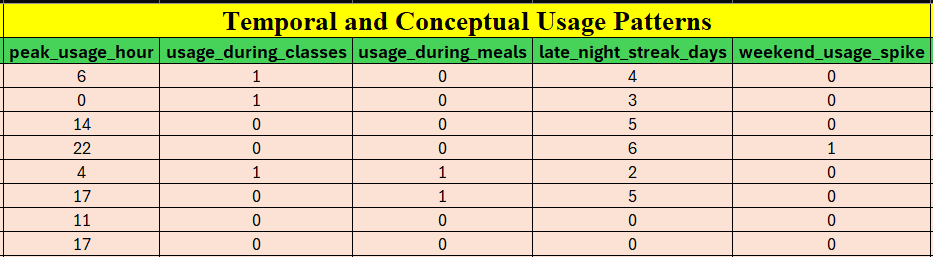 Temporal and Conceptual Usage Patterns
peak_usage_hour usage_during_classes usage_during_meals late_night_streak_days weekend_usage_spike
6 1 0 4 0
0 1 0 3 0
14 0 0 5 0
22 0 0 6 1
4 1 1 2 0
17 0 1 5 0
11 0 0 0 0
17 0 0 0 0